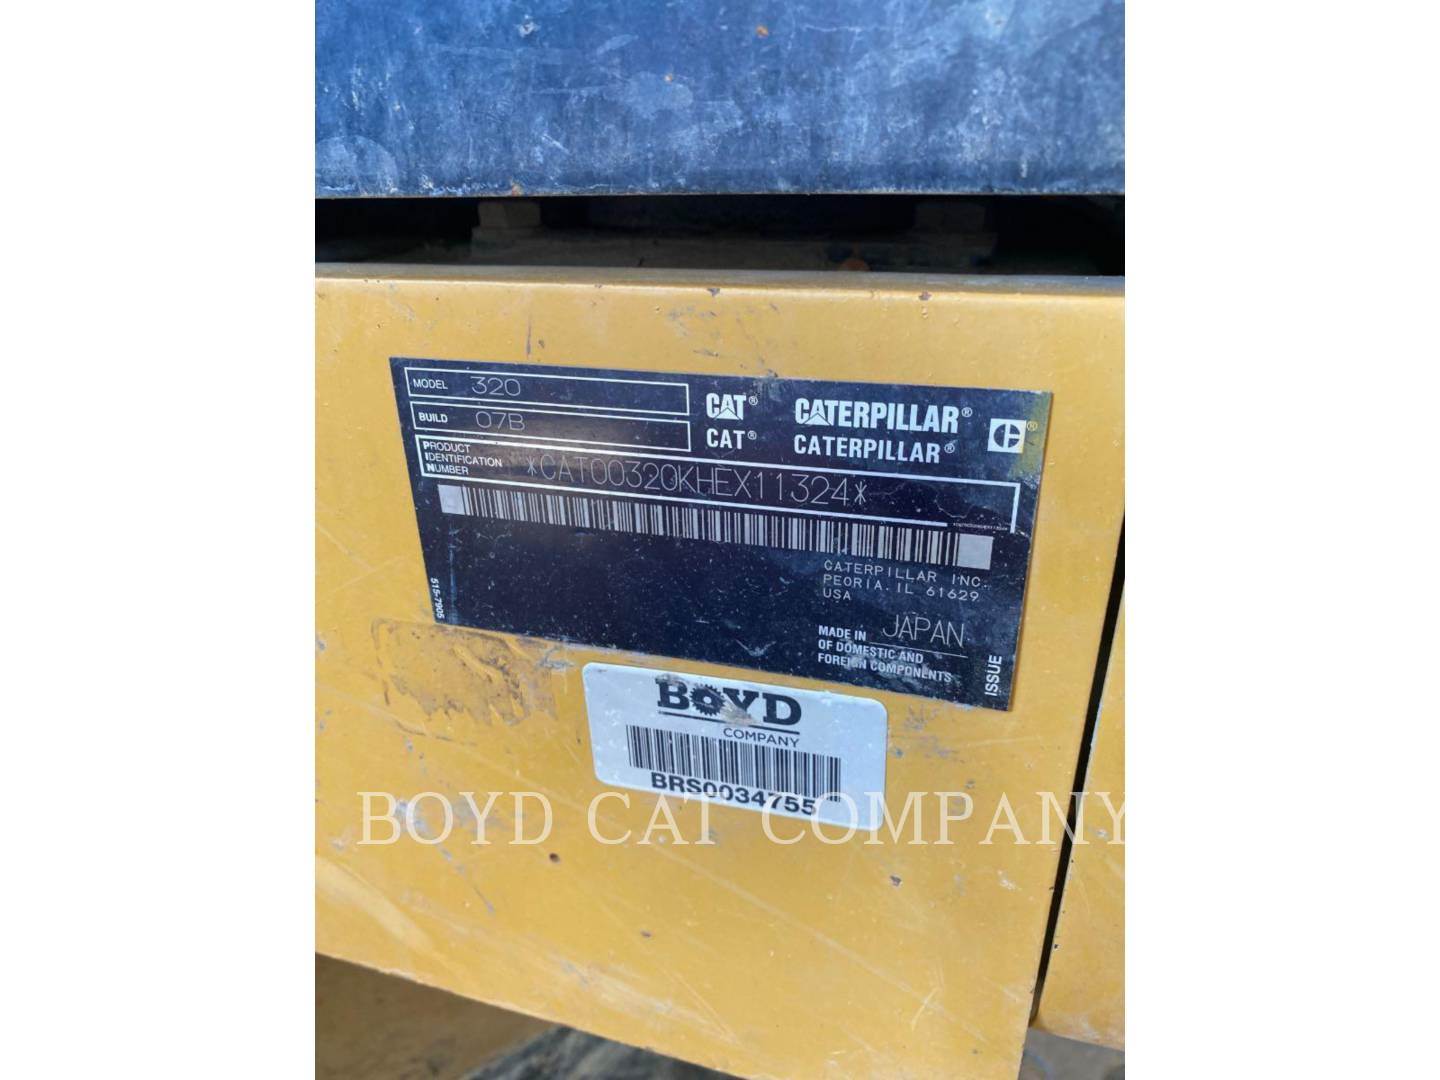 MODEL 320
BUILD 07B
PRODUCT IDENTIFICATION NUMBER *CAT00320KHEX11324*
CAT® CATERPILLAR®
CAT® CATERPILLAR®
CATERPILLAR INC.
PEORIA, IL 61629
USA
515-7905
MADE IN JAPAN
OF DOMESTIC AND
FOREIGN COMPONENTS
ISSUE
BOYD
COMPANY
BRS0034755
BOYD CAT COMPANY